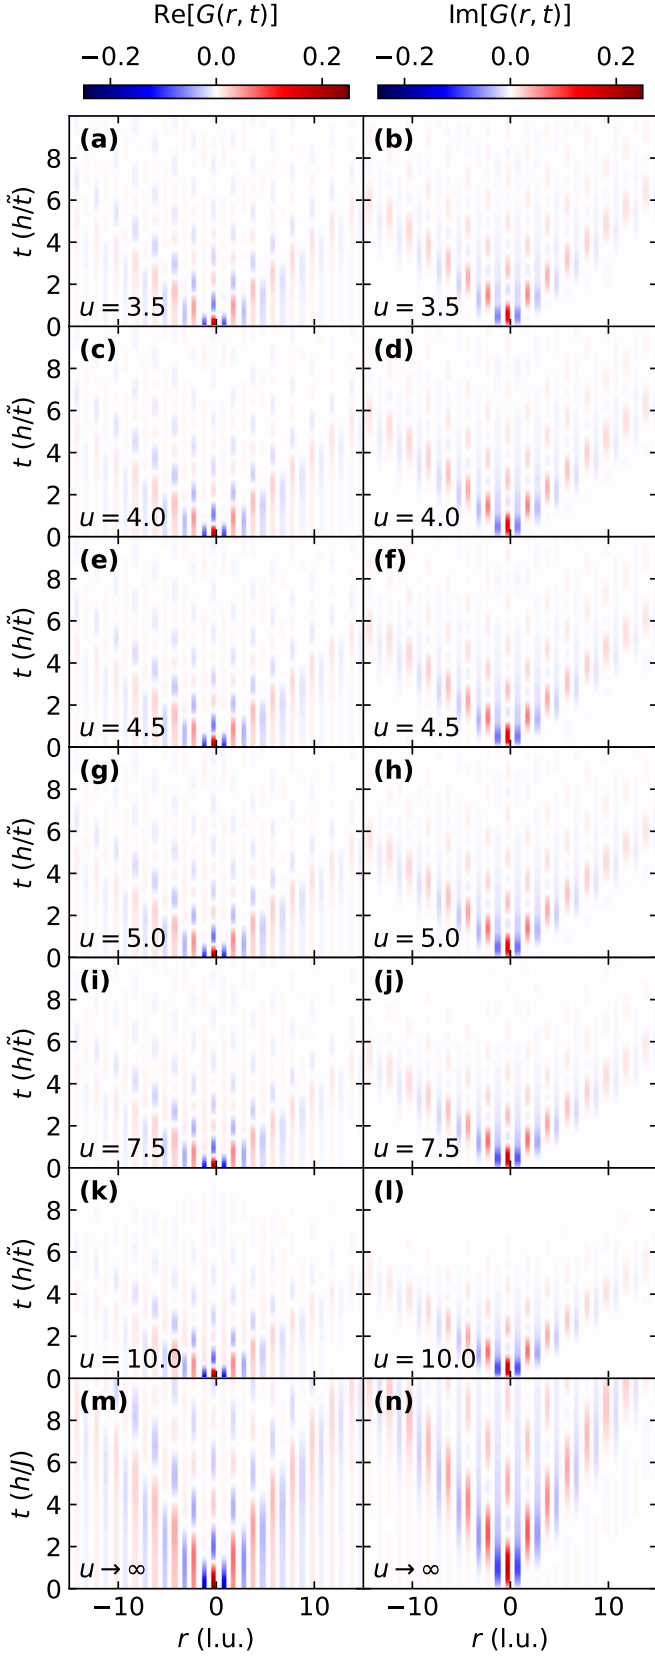 Re[G(r, t)] Im[G(r, t)]
−0.2 0.0 0.2 −0.2 0.0 0.2
(a) (b)
8
6
4
2
0
t (h/t̃)
u = 3.5 u = 3.5
(c) (d)
8
6
4
2
0
t (h/t̃)
u = 4.0 u = 4.0
(e) (f)
8
6
4
2
0
t (h/t̃)
u = 4.5 u = 4.5
(g) (h)
8
6
4
2
0
t (h/t̃)
u = 5.0 u = 5.0
(i) (j)
8
6
4
2
0
t (h/t̃)
u = 7.5 u = 7.5
(k) (l)
8
6
4
2
0
t (h/t̃)
u = 10.0 u = 10.0
(m) (n)
8
6
4
2
0
t (h/J)
u → ∞ u → ∞
−10 0 10 −10 0 10
r (l.u.) r (l.u.)